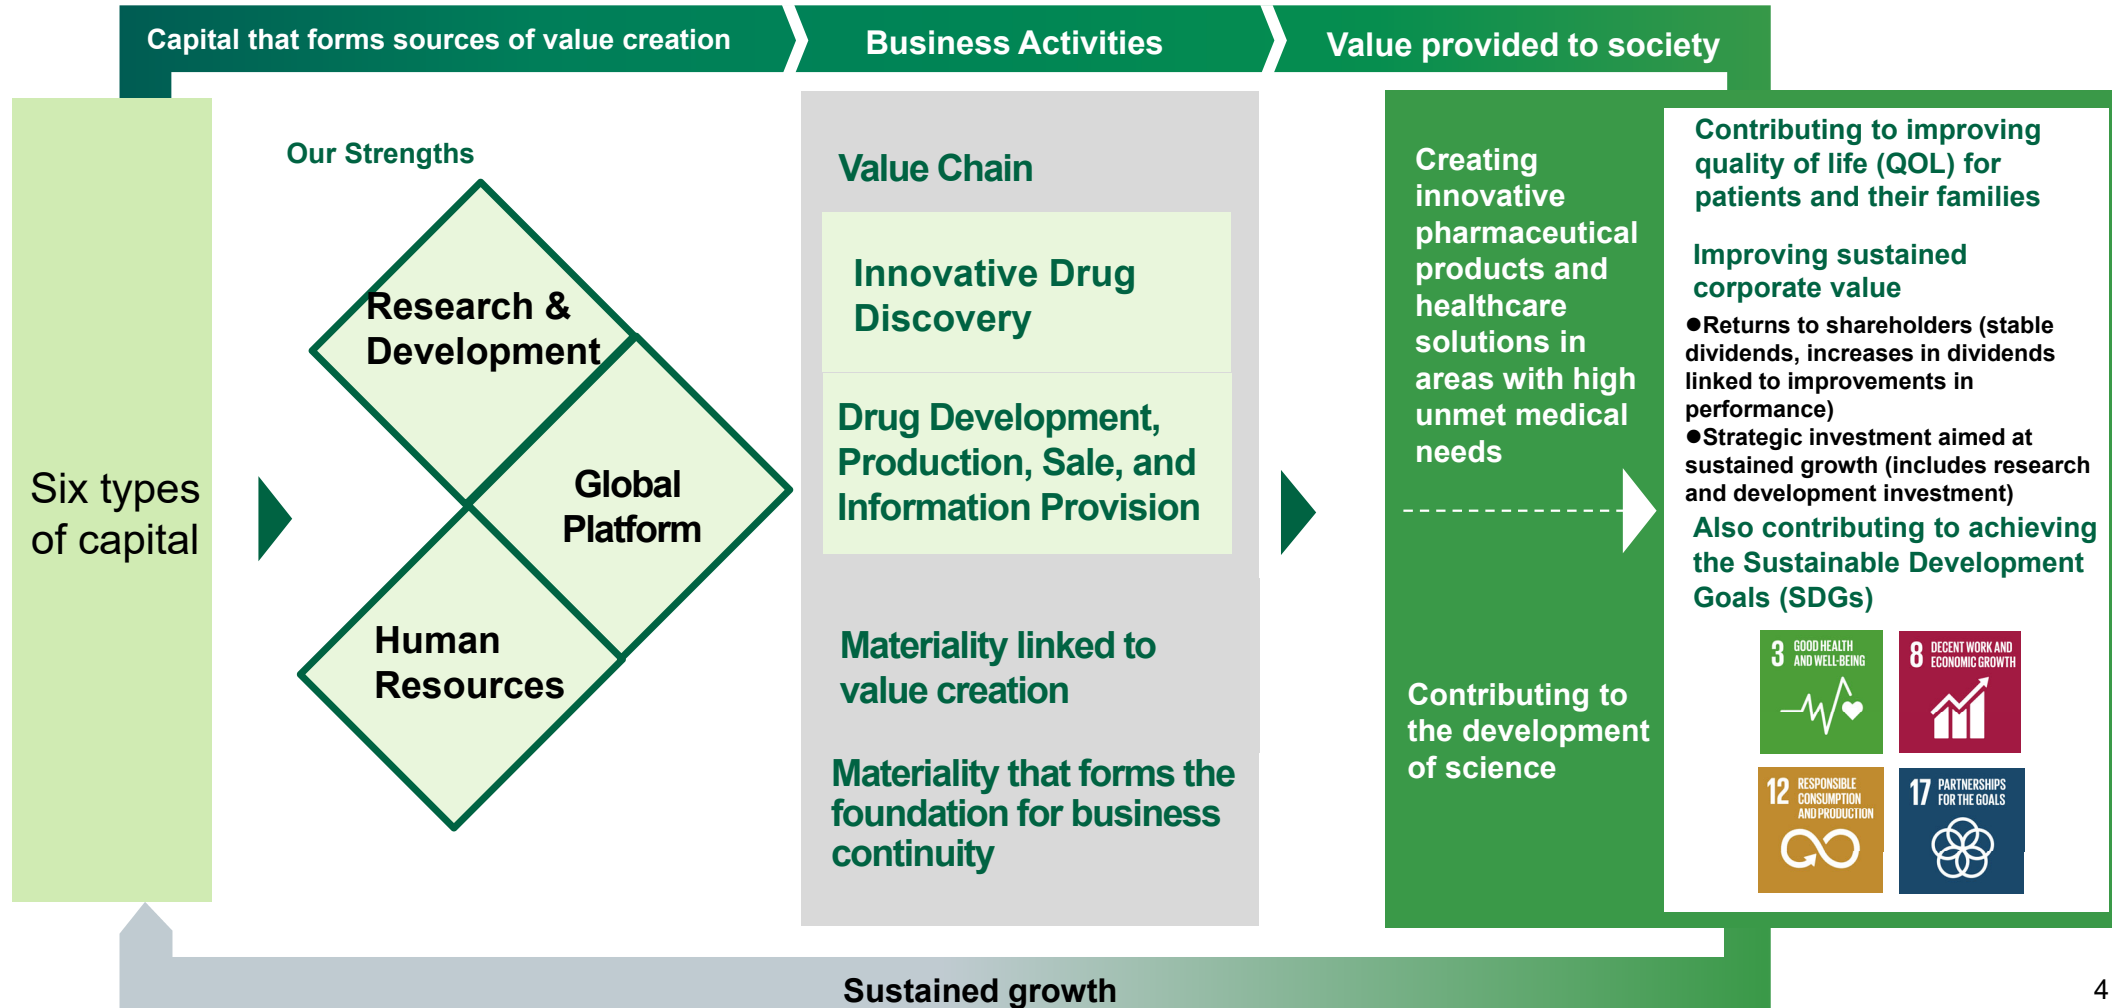 Capital that forms sources of value creation
Business Activities
Value provided to society
Six types
of capital
Our Strengths
Research &
Development
Global
Platform
Human
Resources
Value Chain
Innovative Drug
Discovery
Drug Development,
Production, Sale, and
Information Provision
Materiality linked to
value creation
Materiality that forms the
foundation for business
continuity
Creating
innovative
pharmaceutical
products and
healthcare
solutions in
areas with high
unmet medical
needs
Contributing to
the development
of science
Contributing to improving
quality of life (QOL) for
patients and their families
Improving sustained
corporate value
●Returns to shareholders (stable
dividends, increases in dividends
linked to improvements in
performance)
●Strategic investment aimed at
sustained growth (includes research
and development investment)
Also contributing to achieving
the Sustainable Development
Goals (SDGs)
3 GOOD HEALTH
AND WELL-BEING
8 DECENT WORK AND
ECONOMIC GROWTH
12 RESPONSIBLE
CONSUMPTION
AND PRODUCTION
17 PARTNERSHIPS
FOR THE GOALS
Sustained growth
4